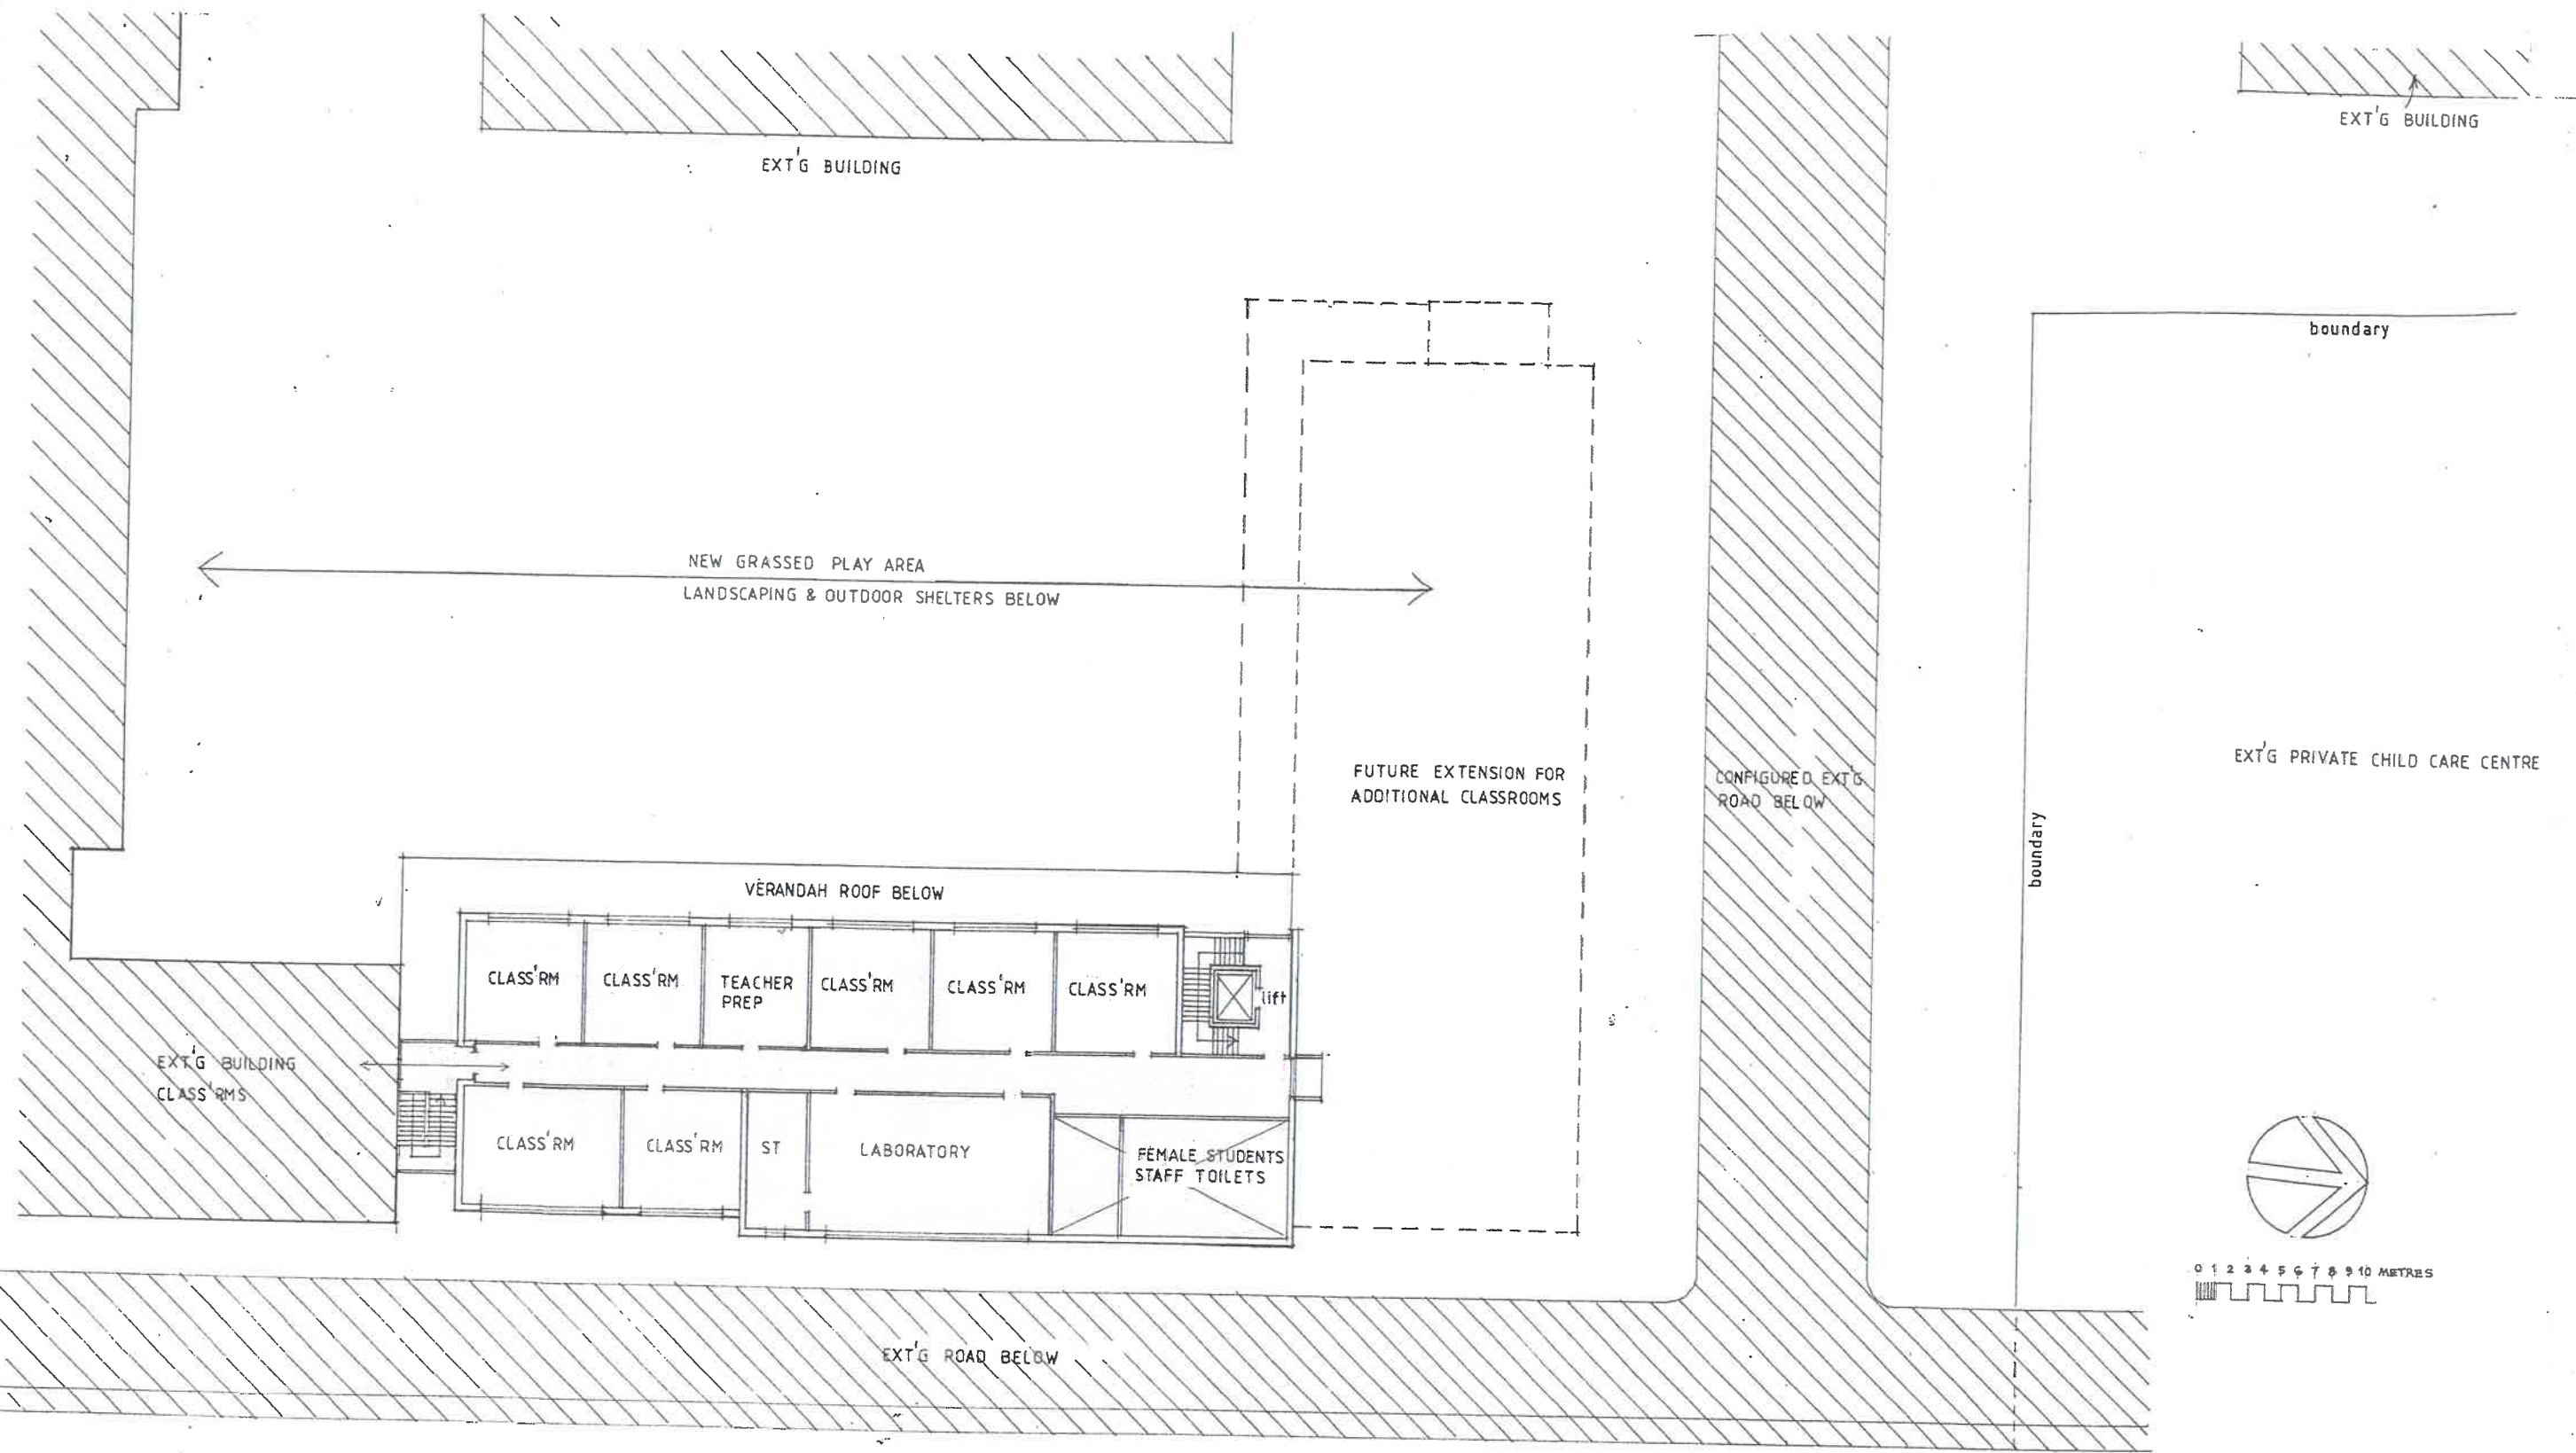 EXT'G BUILDING
EXT'G BUILDING
boundary
NEW GRASSED PLAY AREA
LANDSCAPING & OUTDOOR SHELTERS BELOW
FUTURE EXTENSION FOR
ADDITIONAL CLASSROOMS
CONFIGURED EXT'G
ROAD BELOW
EXT'G PRIVATE CHILD CARE CENTRE
boundary
VERANDAH ROOF BELOW
CLASS'RM
CLASS'RM
TEACHER
PREP
CLASS'RM
CLASS'RM
CLASS'RM
lift
EXT'G BUILDING
CLASS'RMS
CLASS'RM
CLASS'RM
ST
LABORATORY
FEMALE STUDENTS
STAFF TOILETS
0 1 2 3 4 5 6 7 8 9 10 METRES
EXT'G ROAD BELOW